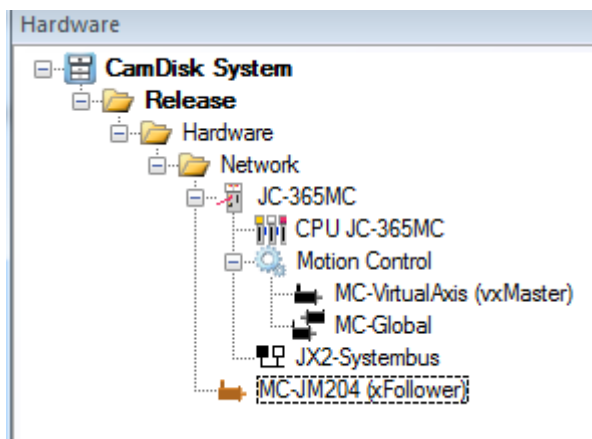 Hardware
CamDisk System
Release
Hardware
Network
JC-365MC
CPU JC-365MC
Motion Control
MC-VirtualAxis (vxMaster)
MC-Global
JX2-Systembus
MC-JM204 (xFollower)